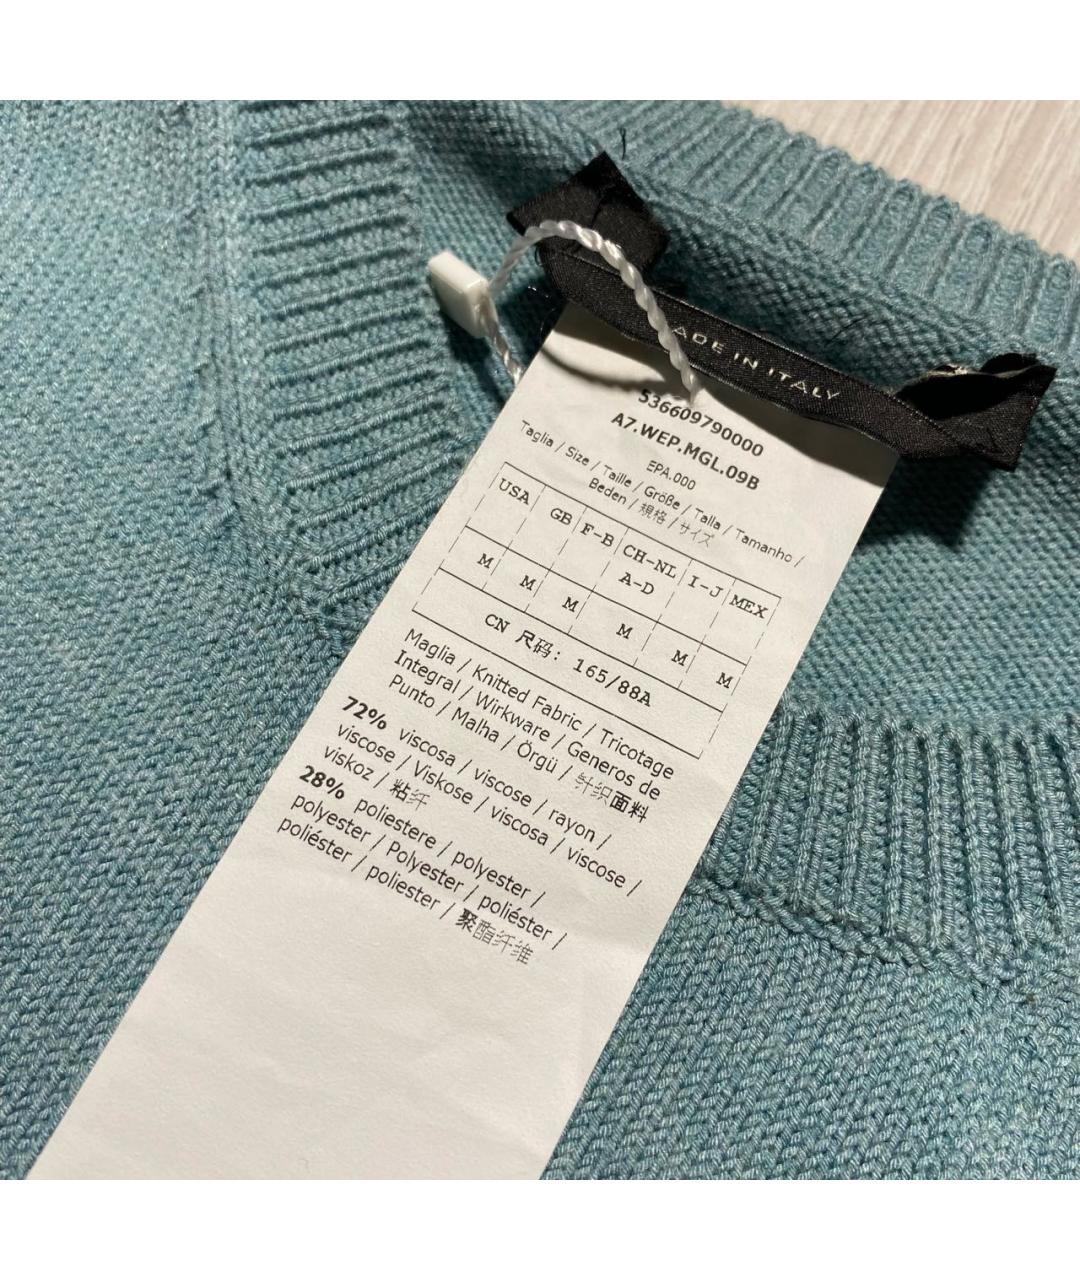 MADE IN ITALY
536609790000
A7.WEP.MGL.09B
EPA.000
Taglia / Size / Taille / Größe / Talla / Tamanho /
Beden / 規格 / サイズ
USA GB F-B CH-NL A-D I-J MEX
M M M M M M
CN 尺码: 165/88A
Maglia / Knitted Fabric / Tricotage
Integral / Wirkware / Generos de
Punto / Malha / Örgü / 针织面料
72% viscosa / viscose / rayon /
viscose / Viskose / viscosa / viscose /
viskoz / 粘纤
28% poliestere / polyester /
polyester / Polyester / poliéster /
poliéster / poliester / 聚酯纤维